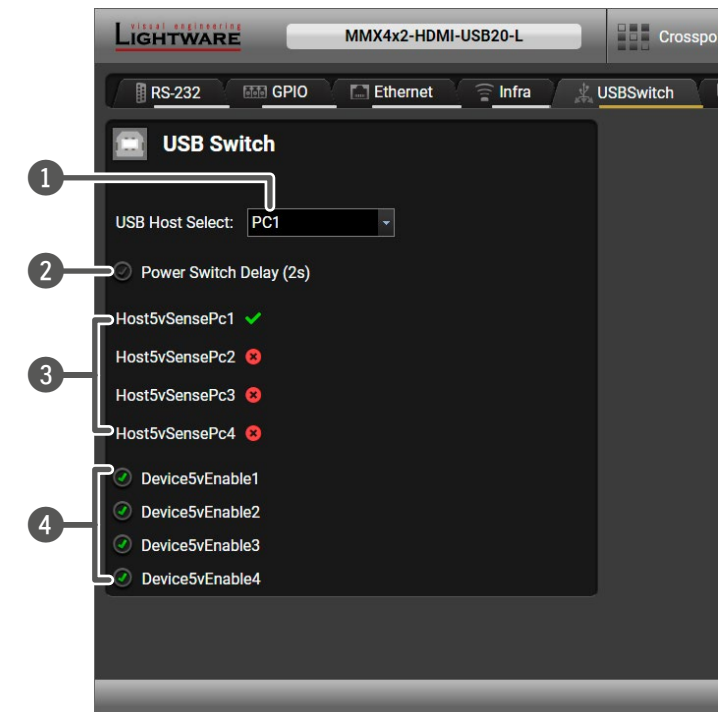 visual engineering
LIGHTWARE
MMX4x2-HDMI-USB20-L
Crosspo
RS-232
GPIO
Ethernet
Infra
USBSwitch
USB Switch
1
USB Host Select: PC1
2
Power Switch Delay (2s)
3
Host5vSensePc1
Host5vSensePc2
Host5vSensePc3
Host5vSensePc4
4
Device5vEnable1
Device5vEnable2
Device5vEnable3
Device5vEnable4